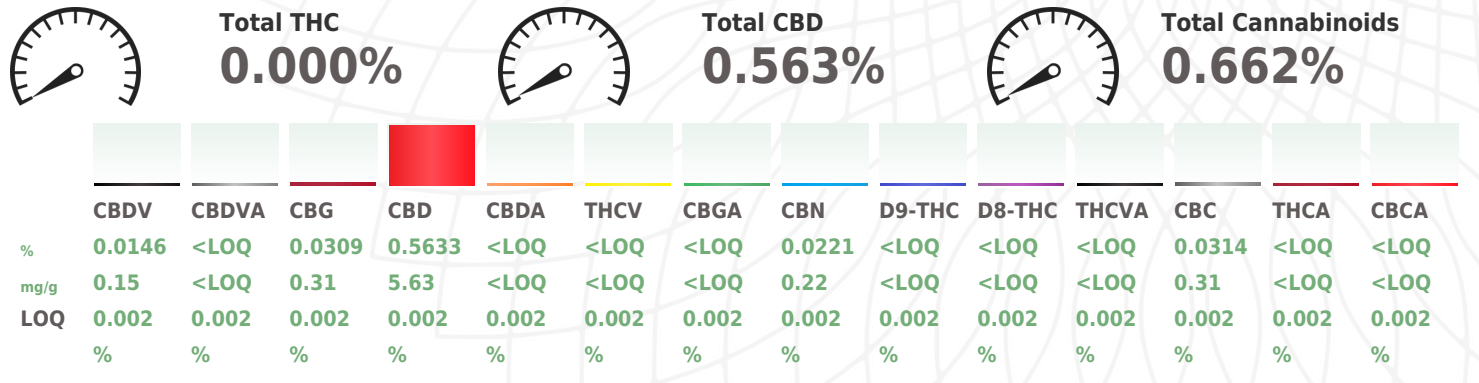 Total THC
0.000%
Total CBD
0.563%
Total Cannabinoids
0.662%
CBDV CBDVA CBG CBD CBDA THCV CBGA CBN D9-THC D8-THC THCVA CBC THCA CBCA
% 0.0146 <LOQ 0.0309 0.5633 <LOQ <LOQ <LOQ 0.0221 <LOQ <LOQ <LOQ 0.0314 <LOQ <LOQ
mg/g 0.15 <LOQ 0.31 5.63 <LOQ <LOQ <LOQ 0.22 <LOQ <LOQ <LOQ 0.31 <LOQ <LOQ
LOQ 0.002 0.002 0.002 0.002 0.002 0.002 0.002 0.002 0.002 0.002 0.002 0.002 0.002 0.002
% % % % % % % % % % % % % %